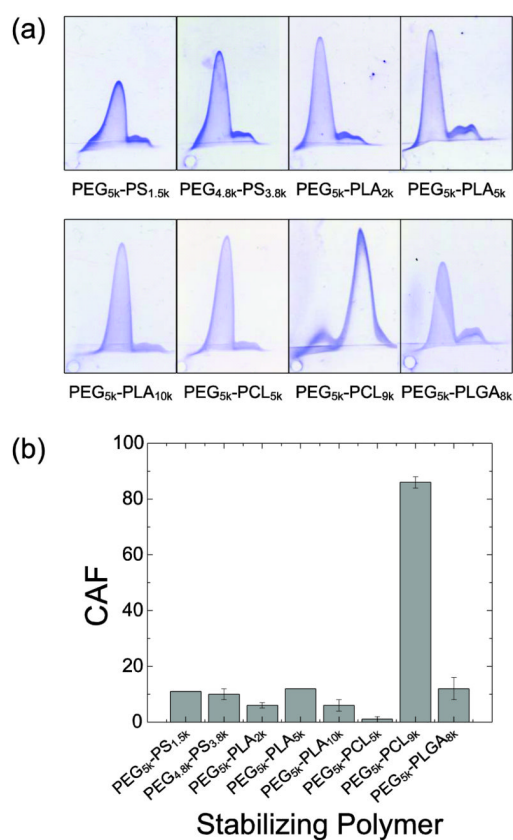 (a)
PEG5k-PS1.5k PEG4.8k-PS3.8k PEG5k-PLA2k PEG5k-PLA5k
PEG5k-PLA10k PEG5k-PCL5k PEG5k-PCL9k PEG5k-PLGA8k
(b)
100
80
60
40
20
0
CAF
PEG5k-PS1.5k
PEG4.8k-PS3.8k
PEG5k-PLA2k
PEG5k-PLA5k
PEG5k-PLA10k
PEG5k-PCL5k
PEG5k-PCL9k
PEG5k-PLGA8k
Stabilizing Polymer